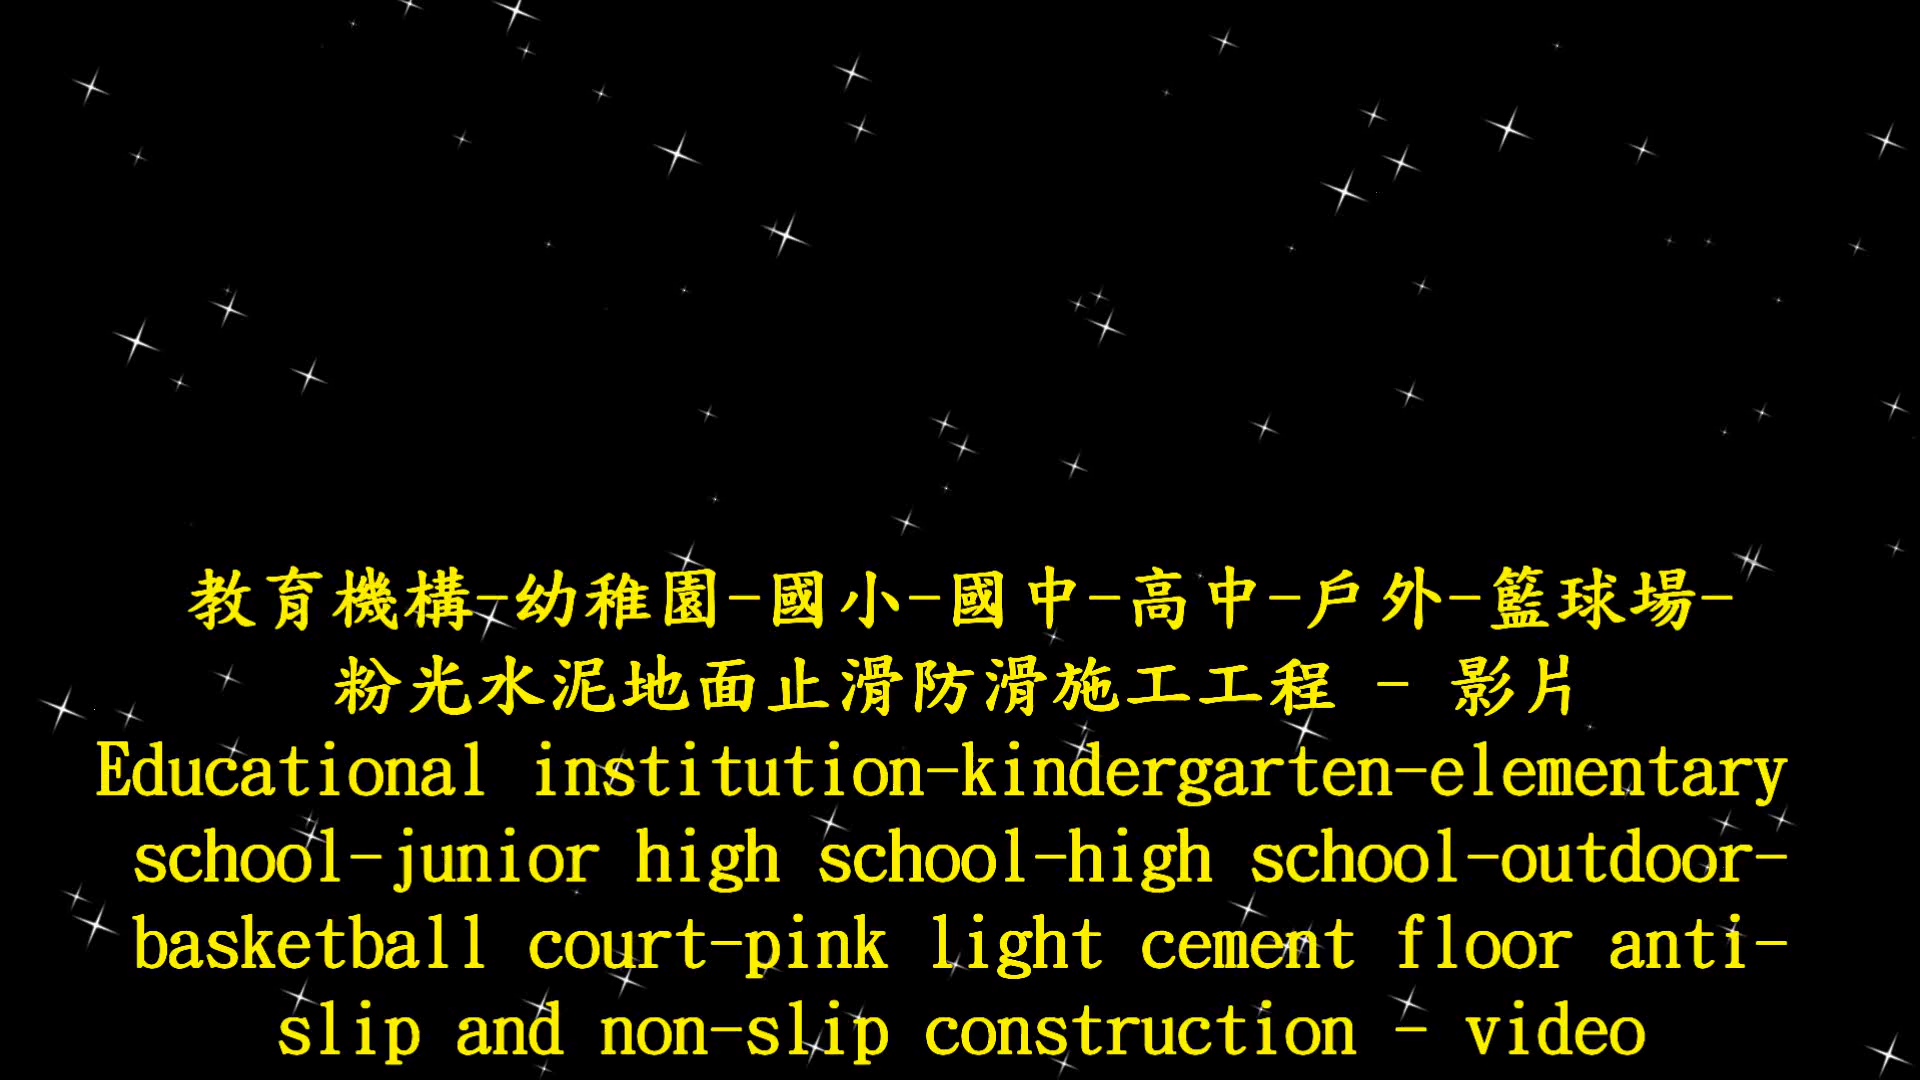 教育機構-幼稚園-國小-國中-高中-戶外-籃球場-
粉光水泥地面止滑防滑施工工程 - 影片
Educational institution-kindergarten-elementary
school-junior high school-high school-outdoor-
basketball court-pink light cement floor anti-
slip and non-slip construction - video